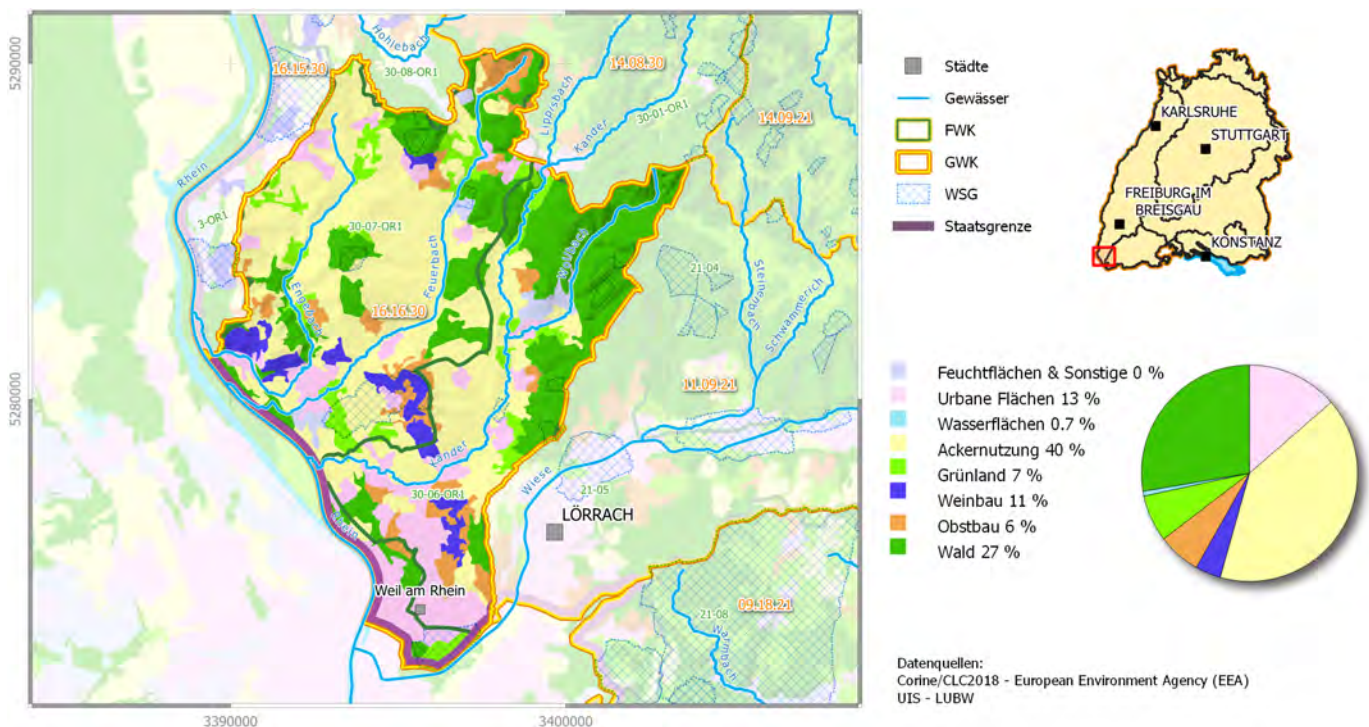 5290000
5280000
3390000
3400000
Hohlebach
16.15.30
30-08-OR1
14.08.30
Lippisbach
Kander
30-01-OR1
14.09.21
Rhein
3-OR1
30-07-OR1
Feuerbach
Engebach
16.16.30
Wollbach
21-04
Steinenbach
Schwammerich
11.09.21
Kander
30-06-OR1
Wiese
21-05
LÖRRACH
Rhein
Weil am Rhein
21-08
09.18.21
Warmbach
Städte
Gewässer
FWK
GWK
WSG
Staatsgrenze
KARLSRUHE
STUTTGART
FREIBURG IM
BREISGAU
KONSTANZ
Feuchtflächen & Sonstige 0 %
Urbane Flächen 13 %
Wasserflächen 0.7 %
Ackernutzung 40 %
Grünland 7 %
Weinbau 11 %
Obstbau 6 %
Wald 27 %
Datenquellen:
Corine/CLC2018 - European Environment Agency (EEA)
UIS - LUBW